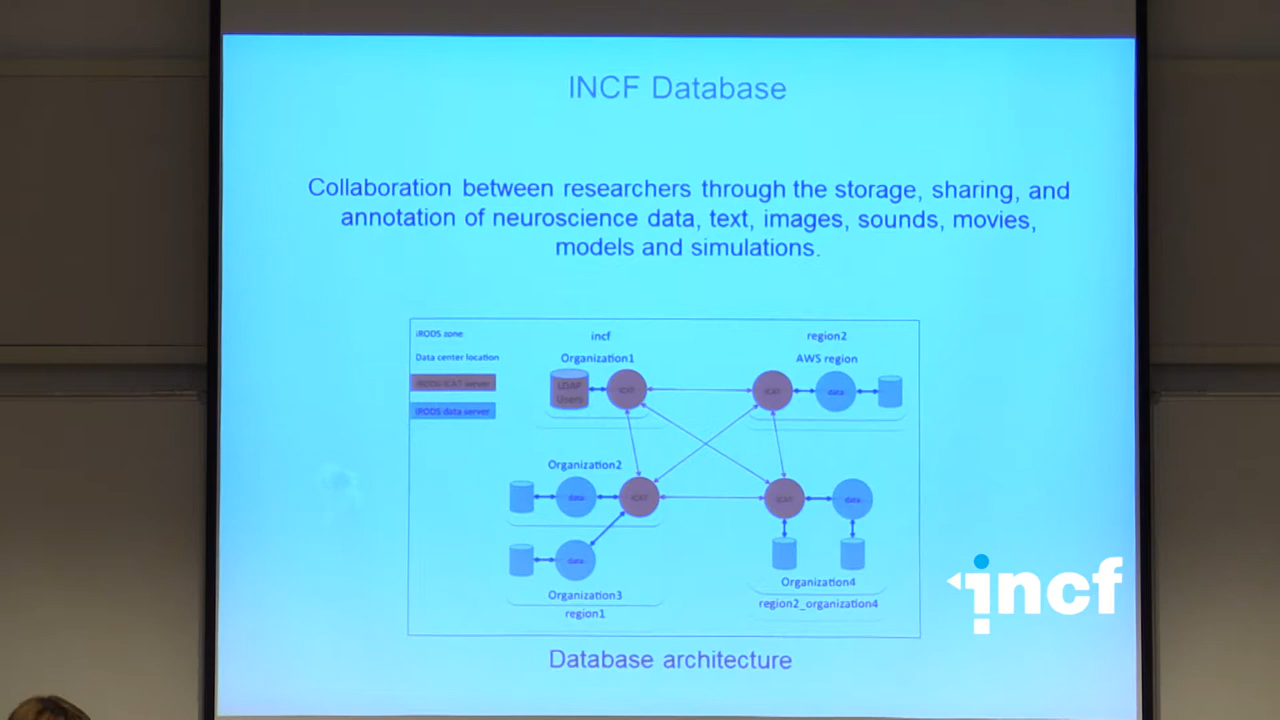 INCF Database
Collaboration between researchers through the storage, sharing, and
annotation of neuroscience data, text, images, sounds, movies,
models and simulations.
iRODS zone
incf
region2
Data center location
Organization1
AWS region
iRODS iCAT server
iRODS data server
LDAP
Users
iCAT
iCAT
data
Organization2
data
iCAT
iCAT
data
data
Organization3
region1
Organization4
region2_organization4
Database architecture
incf